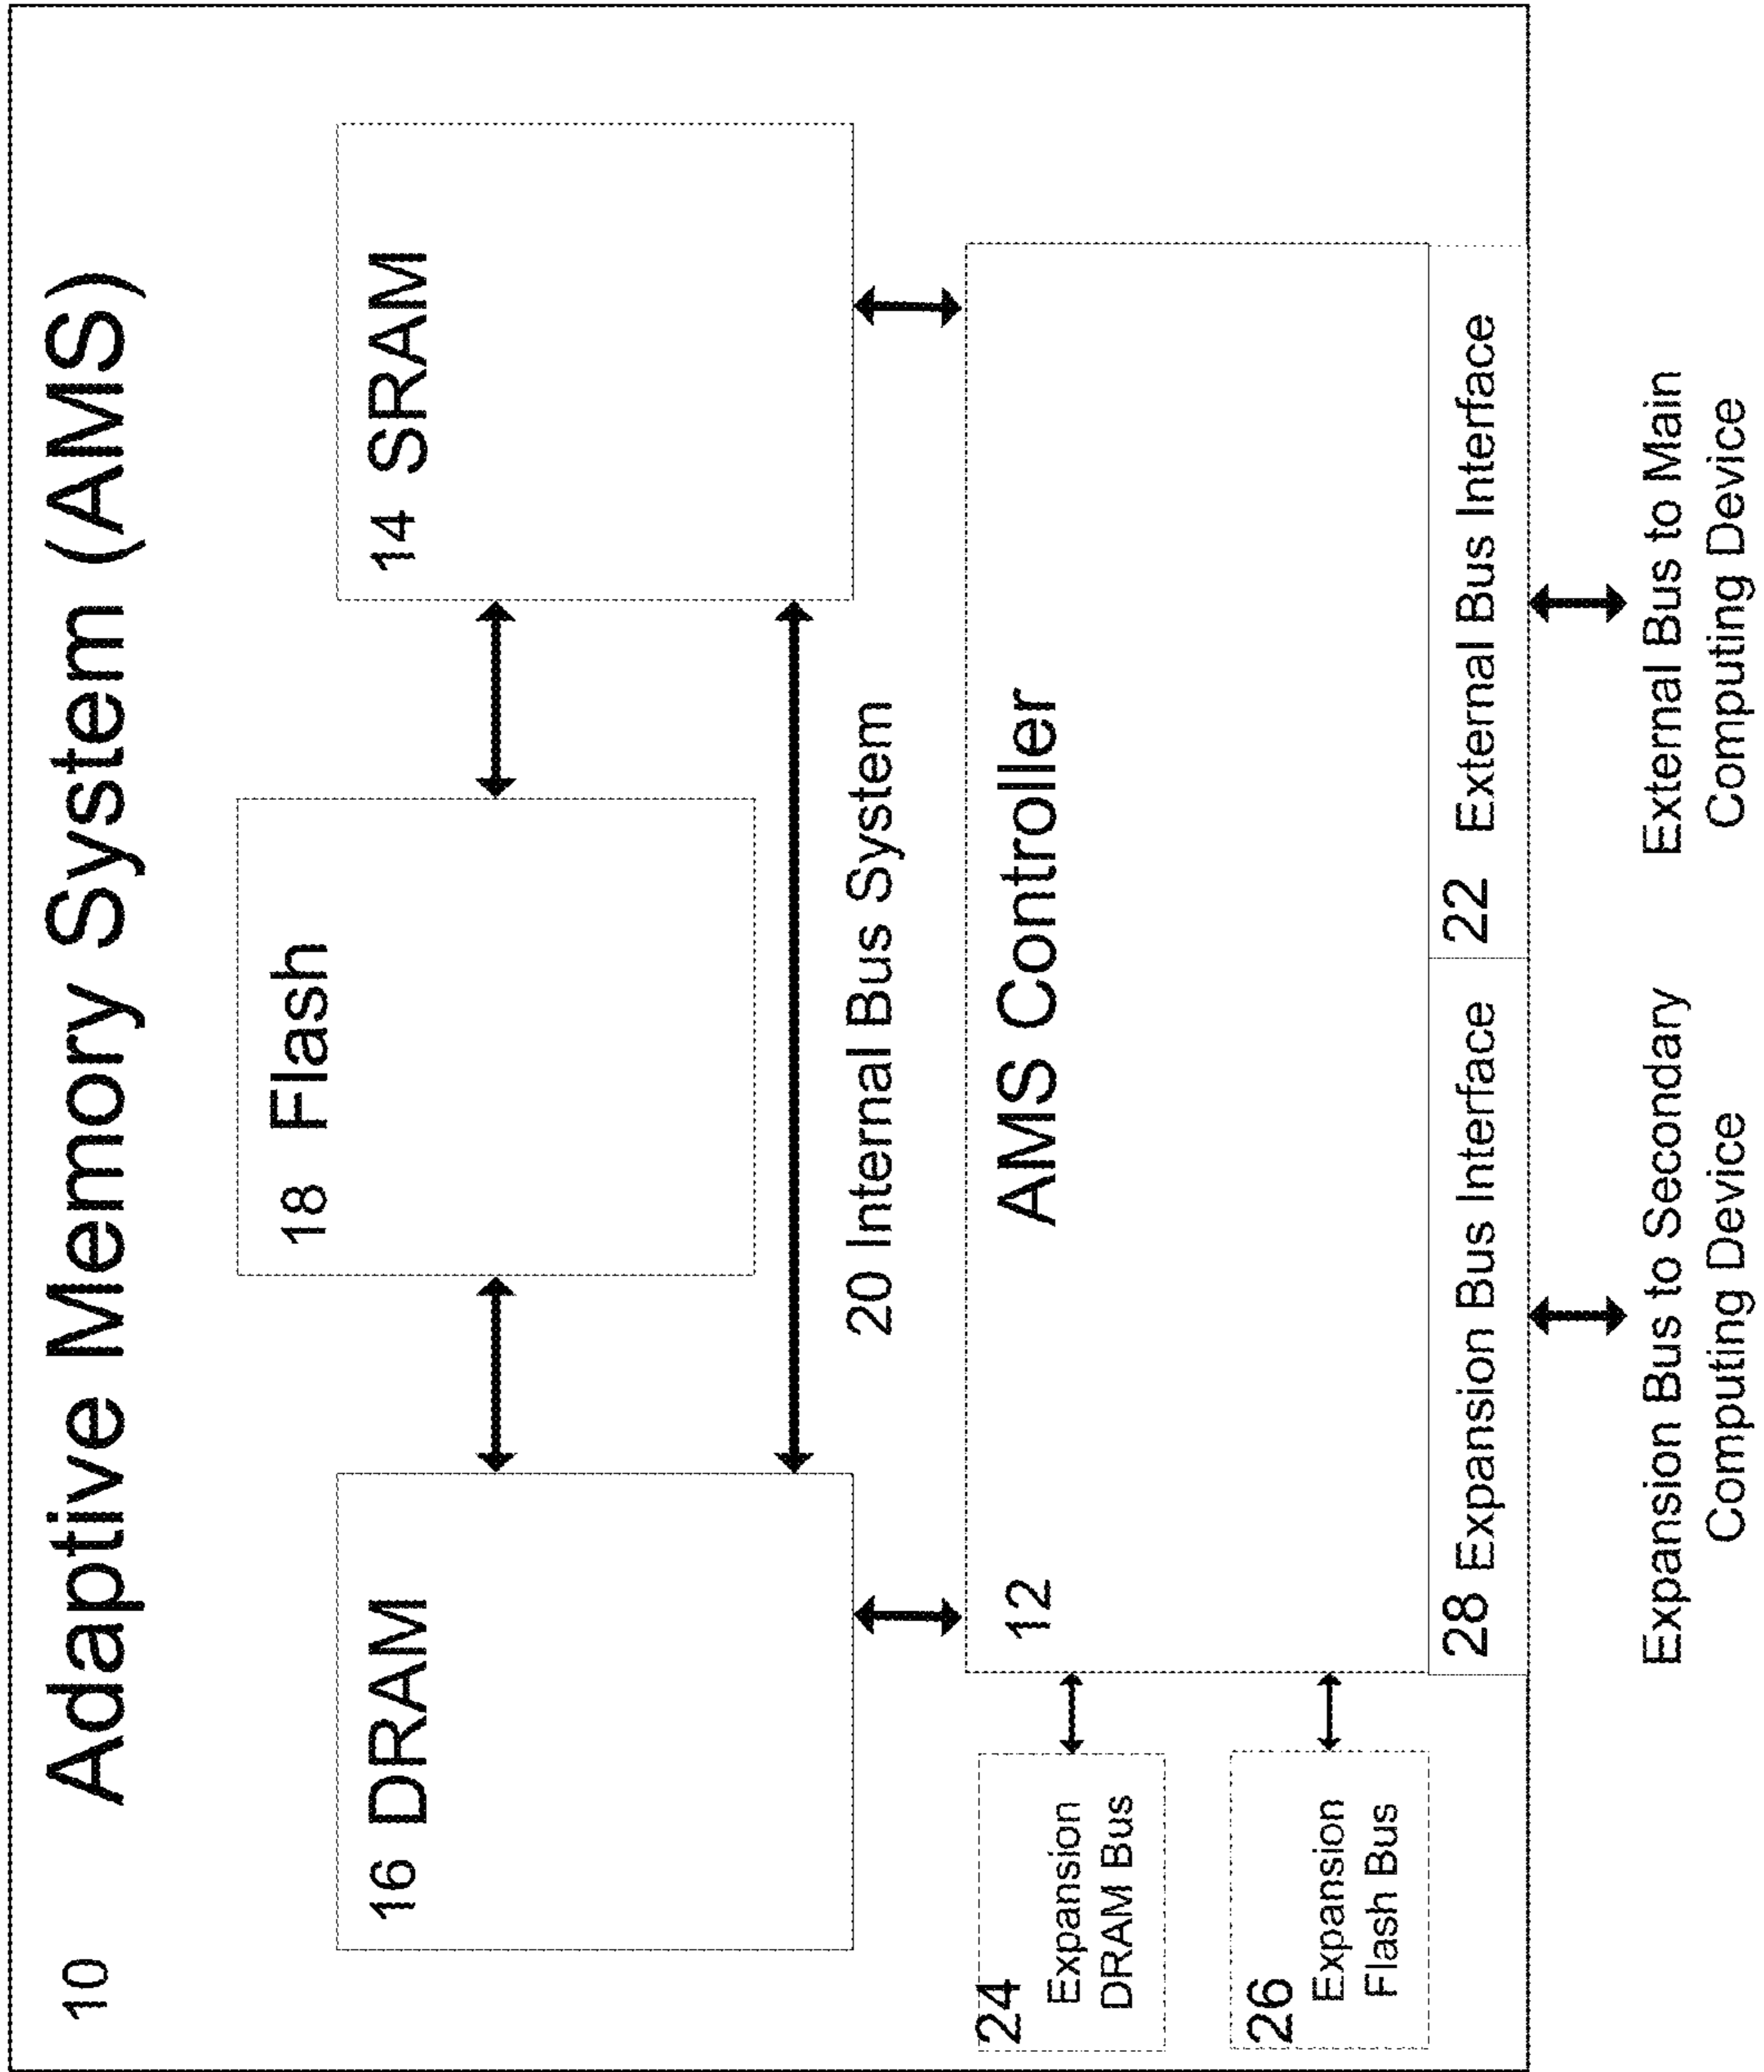 10 Adaptive Memory System (AMS)
18 Flash
16 DRAM
14 SRAM
20 Internal Bus System
24
Expansion
DRAM Bus
12
AMS Controller
26
Expansion
Flash Bus
28 Expansion Bus Interface
22 External Bus Interface
Expansion Bus to Secondary
Computing Device
External Bus to Main
Computing Device